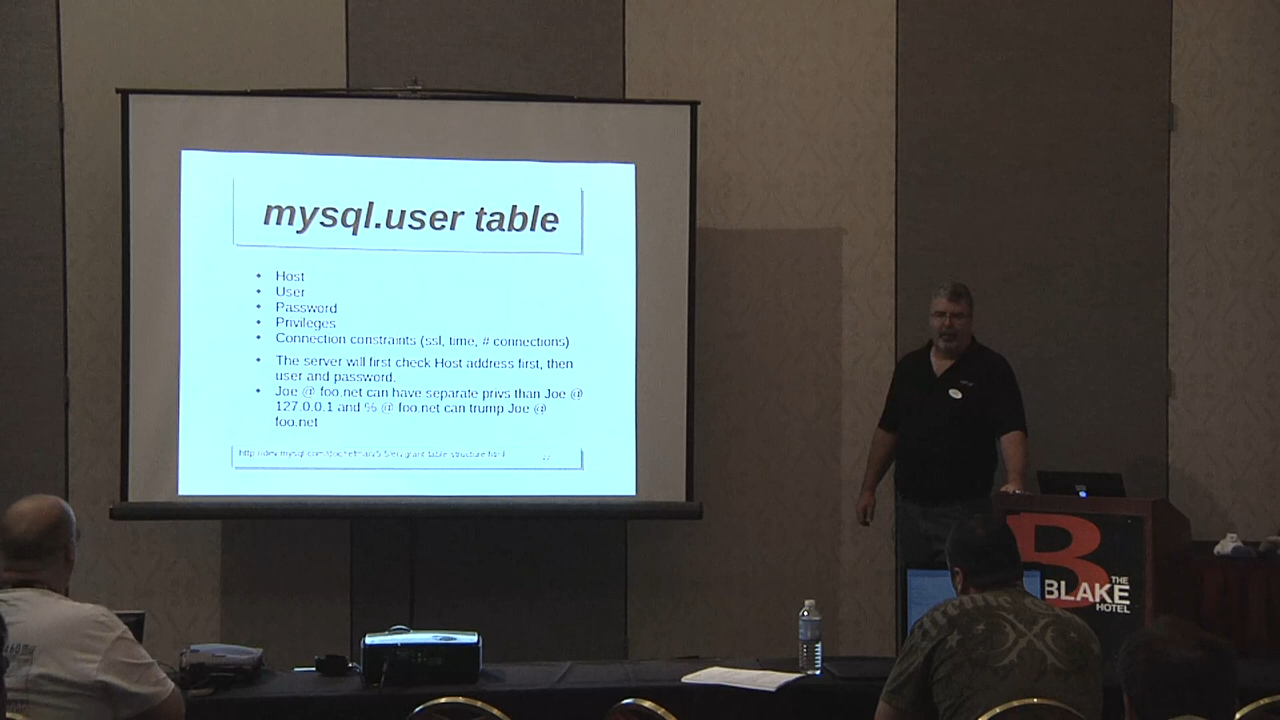 mysql.user table
Host
User
Password
Privileges
Connection constraints (ssl, time, # connections)
The server will first check Host address first, then
user and password.
Joe @ foo.net can have separate privs than Joe @
127.0.0.1 and % @ foo.net can trump Joe @
foo.net
B
THE
BLAKE
HOTEL